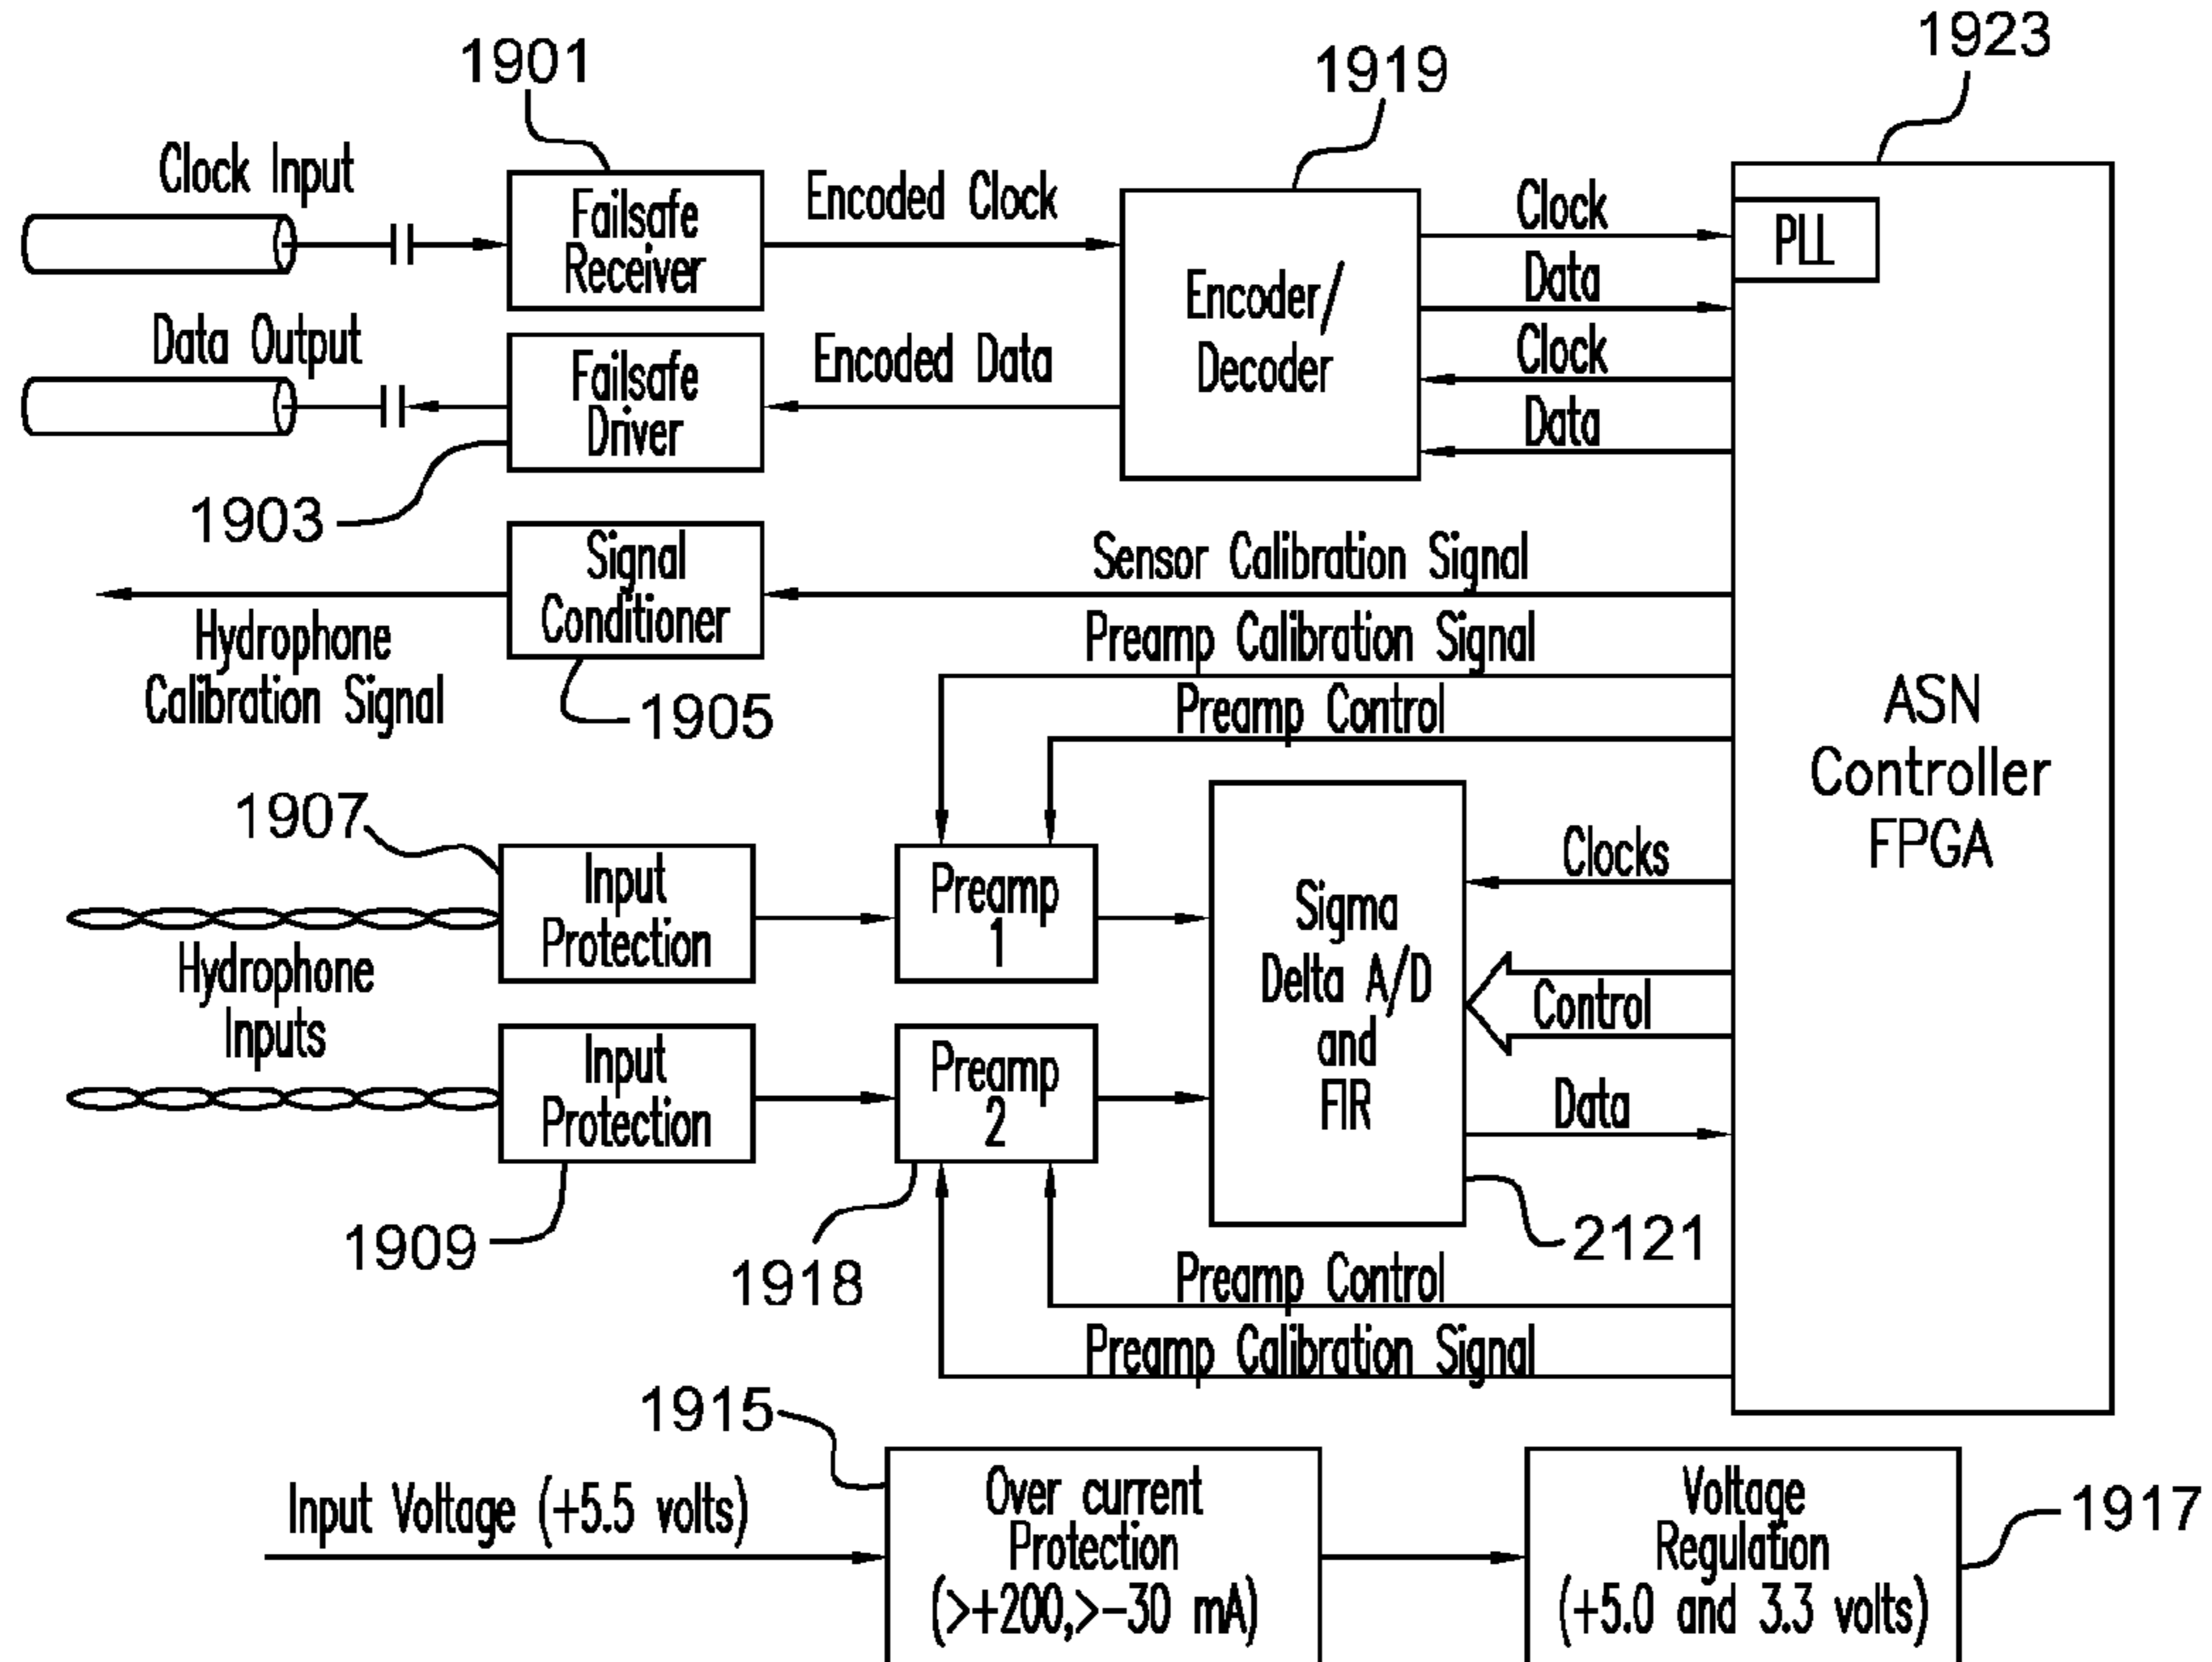 1901
1919
1923
Clock Input
Failsafe
Receiver
Encoded Clock
Encoder/
Decoder
Clock
PLL
Data
Data Output
Failsafe
Driver
Encoded Data
Clock
Data
1903
Signal
Conditioner
Sensor Calibration Signal
Hydrophone
Calibration Signal
1905
Preamp Calibration Signal
Preamp Control
ASN
Controller
FPGA
1907
Input
Protection
Preamp
1
Sigma
Delta A/D
and
FIR
Clocks
Hydrophone
Inputs
Control
Input
Protection
Preamp
2
Data
1909
1918
2121
Preamp Control
Preamp Calibration Signal
1915
Input Voltage (+5.5 volts)
Over current
Protection
(>+200,>-30 mA)
Voltage
Regulation
(+5.0 and 3.3 volts)
1917